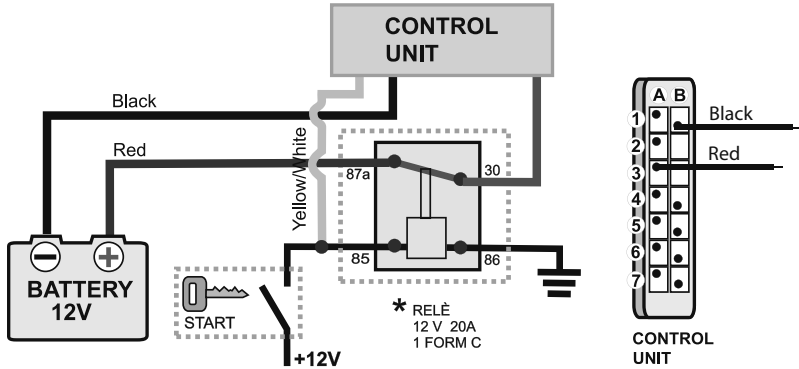 CONTROL
UNIT
Black
Red
Yellow/White
87a
30
85
86
BATTERY
12V
START
+12V
* RELÈ
12 V 20A
1 FORM C
A B
1
2
3
4
5
6
7
Black
Red
CONTROL
UNIT